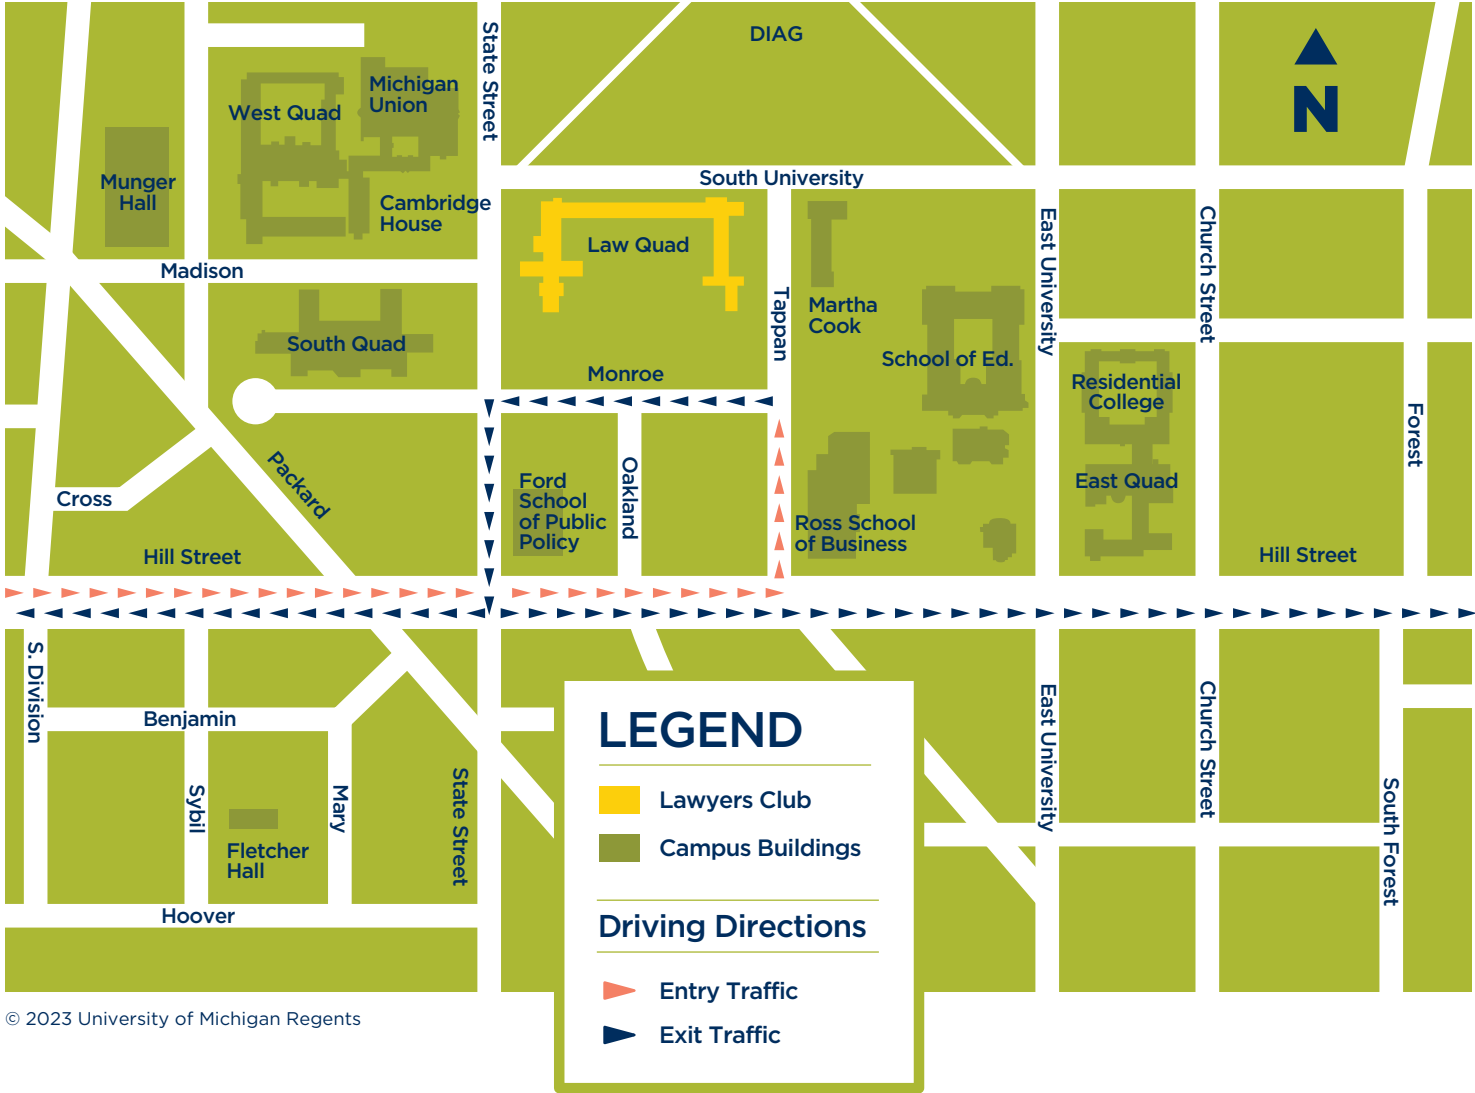 DIAG
State Street
N
Michigan
Union
West Quad
Munger
Hall
Cambridge
House
South University
Law Quad
Madison
Tappan
Martha
Cook
East University
Church Street
South Quad
School of Ed.
Monroe
Residential
College
Forest
Packard
Cross
Ford
School
of Public
Policy
Oakland
East Quad
Ross School
of Business
Hill Street
Hill Street
S. Division
Benjamin
Sybil
Mary
State Street
Fletcher
Hall
Hoover
East University
Church Street
South Forest
LEGEND
Lawyers Club
Campus Buildings
Driving Directions
Entry Traffic
Exit Traffic
© 2023 University of Michigan Regents